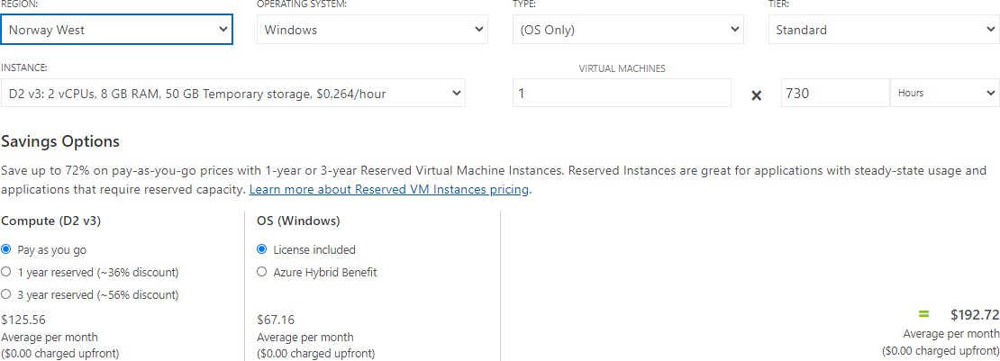 REGION:
OPERATING SYSTEM:
TYPE:
TIER:
Norway West
Windows
(OS Only)
Standard
INSTANCE:
VIRTUAL MACHINES
D2 v3: 2 vCPUs, 8 GB RAM, 50 GB Temporary storage, $0.264/hour
1
×
730
Hours
Savings Options
Save up to 72% on pay-as-you-go prices with 1-year or 3-year Reserved Virtual Machine Instances. Reserved Instances are great for applications with steady-state usage and
applications that require reserved capacity. Learn more about Reserved VM Instances pricing.
Compute (D2 v3)
Pay as you go
1 year reserved (~36% discount)
3 year reserved (~56% discount)
$125.56
Average per month
($0.00 charged upfront)
OS (Windows)
License included
Azure Hybrid Benefit
$67.16
Average per month
($0.00 charged upfront)
= $192.72
Average per month
($0.00 charged upfront)